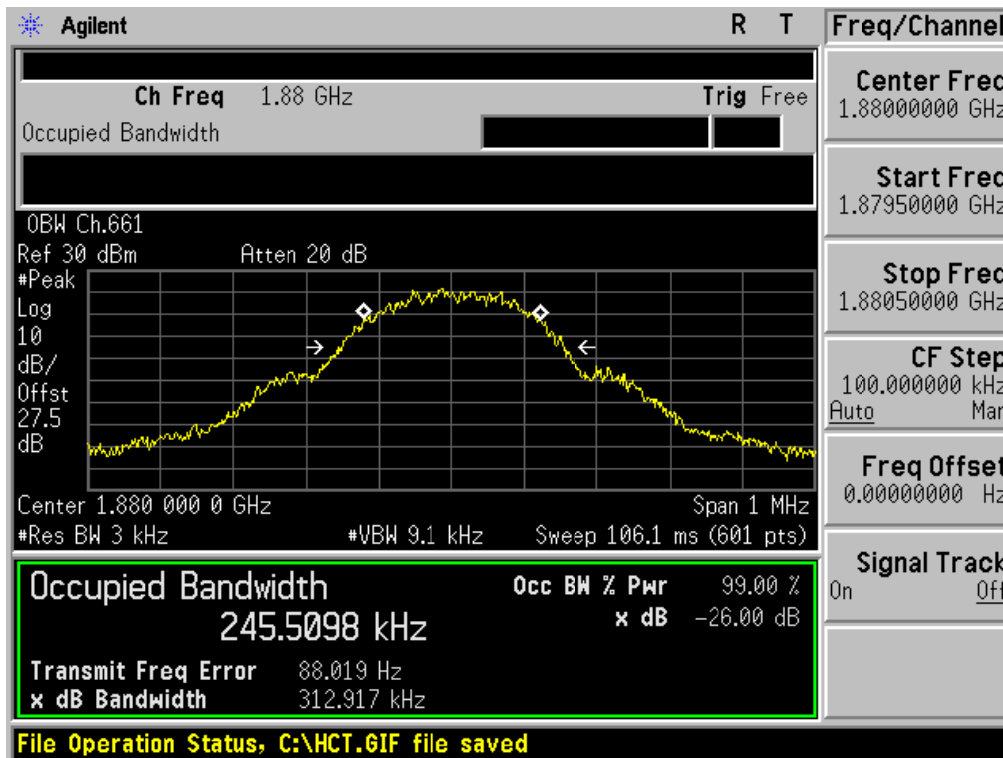 Agilent R T
Freq/Channel
Ch Freq 1.88 GHz Trig Free
Occupied Bandwidth
Center Freq
1.88000000 GHz
Start Freq
1.87950000 GHz
Stop Freq
1.88050000 GHz
CF Step
100.000000 kHz
Auto Man
Freq Offset
0.00000000 Hz
Signal Track
On Off
OBW Ch.661
Ref 30 dBm Atten 20 dB
#Peak
Log
10
dB/
Offst
27.5
dB
Center 1.880 000 0 GHz Span 1 MHz
#Res BW 3 kHz #VBW 9.1 kHz Sweep 106.1 ms (601 pts)
Occupied Bandwidth Occ BW % Pwr 99.00 %
245.5098 kHz x dB -26.00 dB
Transmit Freq Error 88.019 Hz
x dB Bandwidth 312.917 kHz
File Operation Status, C:\HCT.GIF file saved